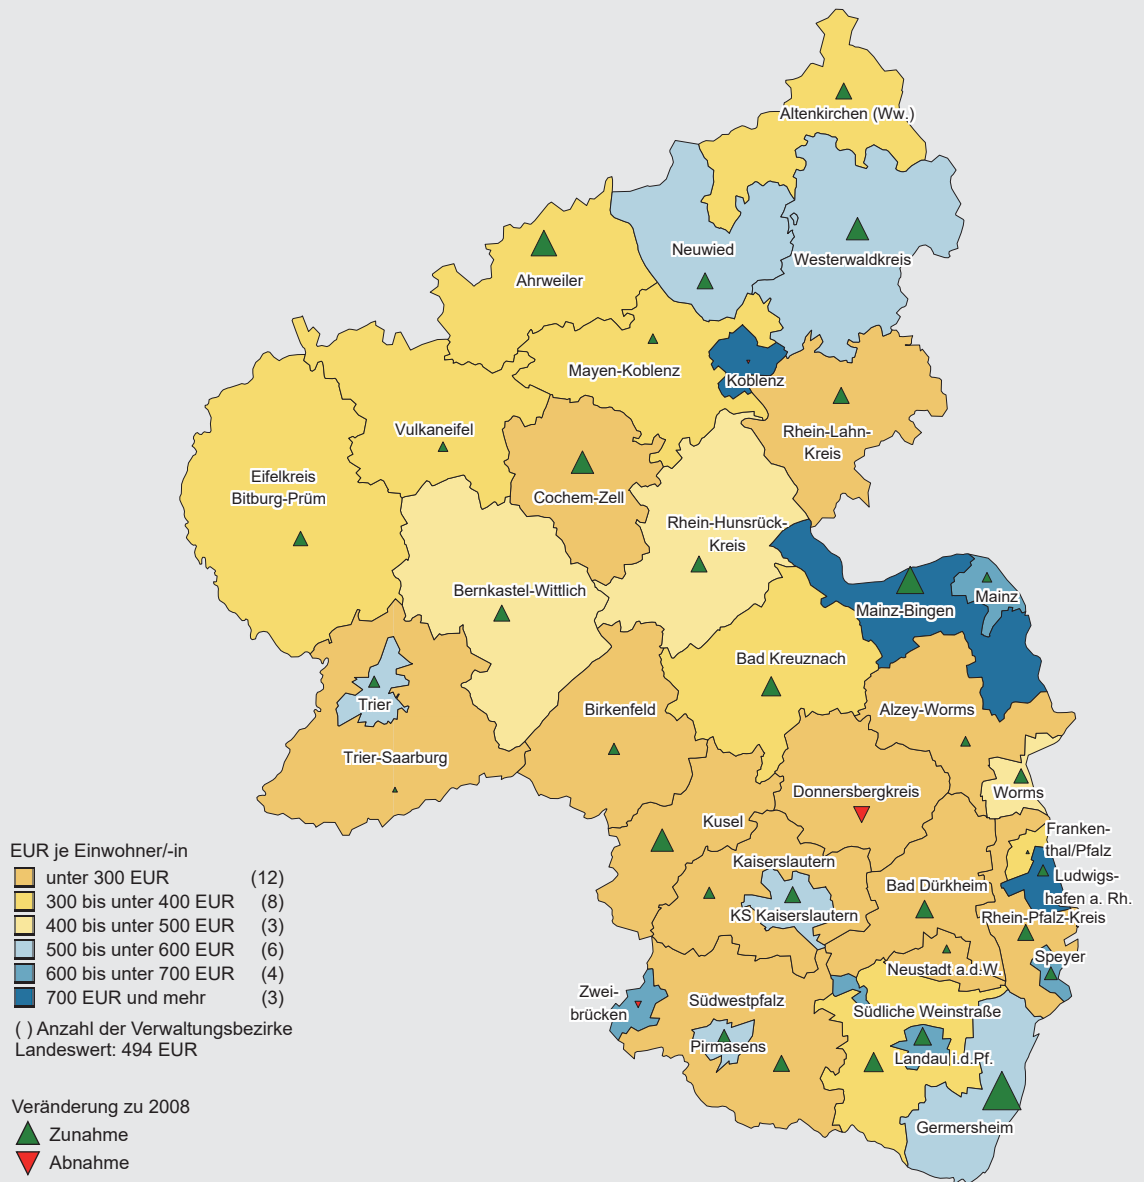 Altenkirchen (Ww.)
Neuwied
Westerwaldkreis
Ahrweiler
Mayen-Koblenz
Koblenz
Vulkaneifel
Rhein-Lahn-
Kreis
Eifelkreis
Bitburg-Prüm
Cochem-Zell
Rhein-Hunsrück-
Kreis
Bernkastel-Wittlich
Mainz-Bingen
Mainz
Bad Kreuznach
Trier
Birkenfeld
Alzey-Worms
Trier-Saarburg
Donnersbergkreis
Worms
Kusel
Franken-
thal/Pfalz
Kaiserslautern
Ludwigs-
hafen a. Rh.
Bad Dürkheim
KS Kaiserslautern
Rhein-Pfalz-Kreis
Speyer
Neustadt a.d.W.
Zwei-
brücken
Südwestpfalz
Südliche Weinstraße
Pirmasens
Landau i.d.Pf.
Germersheim
EUR je Einwohner/-in
unter 300 EUR (12)
300 bis unter 400 EUR (8)
400 bis unter 500 EUR (3)
500 bis unter 600 EUR (6)
600 bis unter 700 EUR (4)
700 EUR und mehr (3)
( ) Anzahl der Verwaltungsbezirke
Landeswert: 494 EUR
Veränderung zu 2008
Zunahme
Abnahme